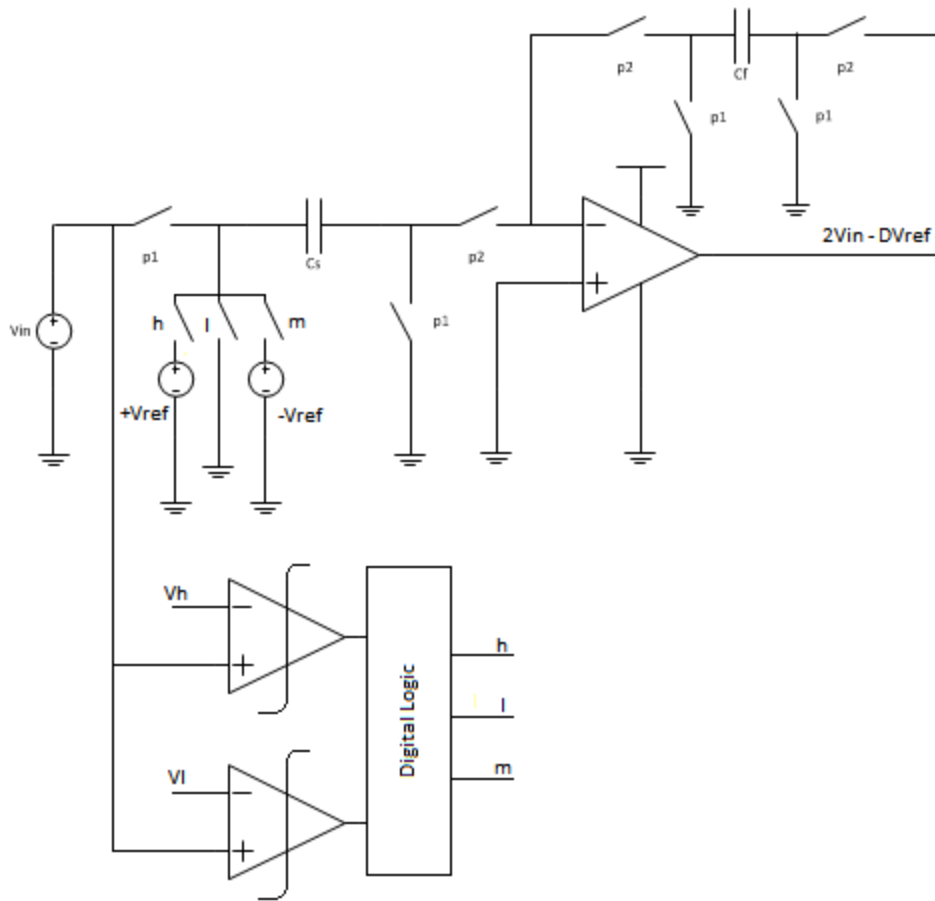 p2
Cf
p2
p1
p1
2Vin - DVref
p1
Cs
p2
Vin
h
l
m
p1
+Vref
-Vref
Vh
h
Digital Logic
l
Vl
m